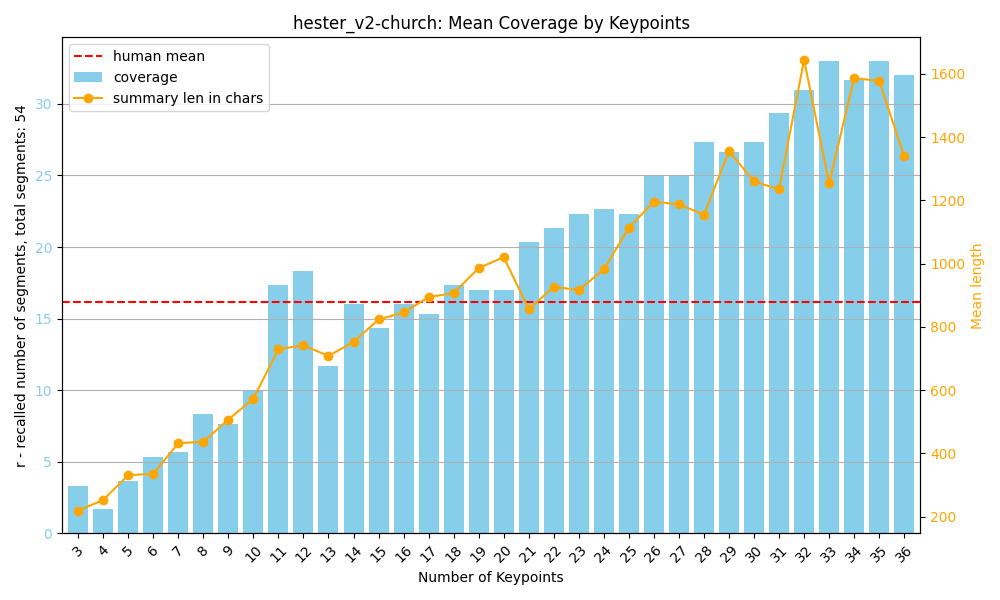 hester_v2-church: Mean Coverage by Keypoints
human mean
coverage
summary len in chars
r - recalled number of segments, total segments: 54
30
25
20
15
10
5
0
1600
1400
1200
1000
800
600
400
200
Mean length
3 4 5 6 7 8 9 10 11 12 13 14 15 16 17 18 19 20 21 22 23 24 25 26 27 28 29 30 31 32 33 34 35 36
Number of Keypoints